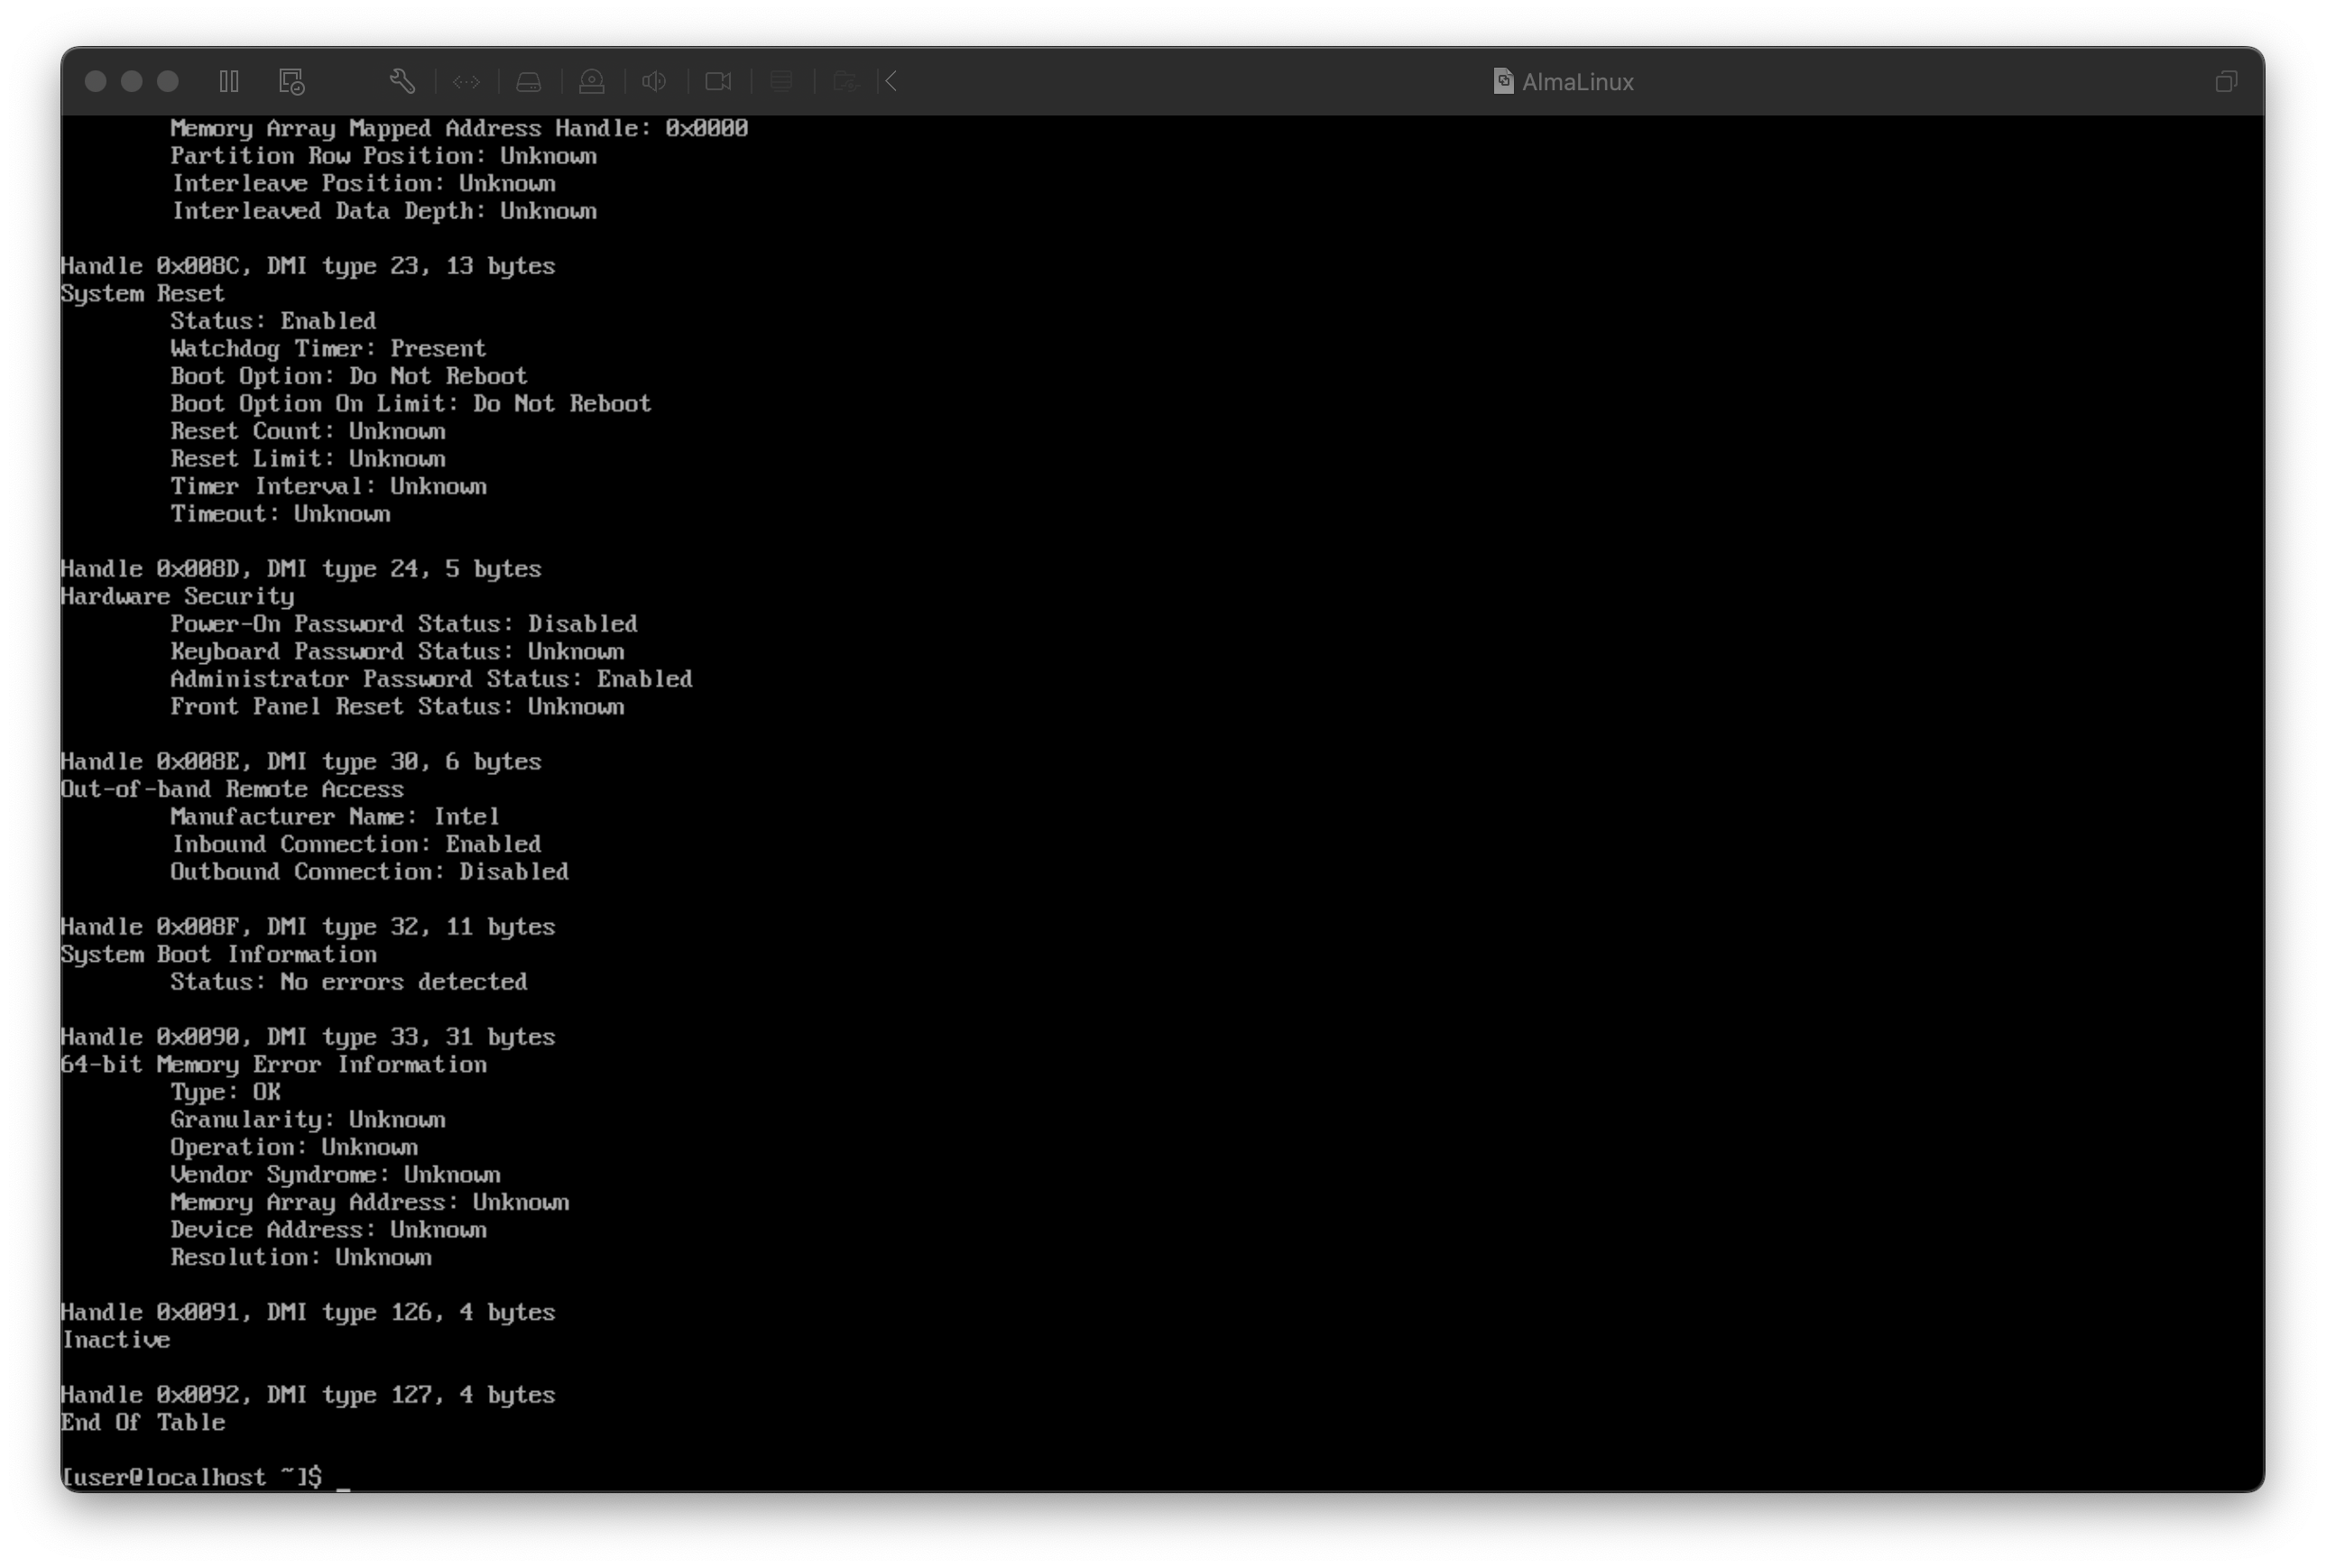 AlmaLinux
Memory Array Mapped Address Handle: 0x0000
Partition Row Position: Unknown
Interleave Position: Unknown
Interleaved Data Depth: Unknown
Handle 0x008C, DMI type 23, 13 bytes
System Reset
Status: Enabled
Watchdog Timer: Present
Boot Option: Do Not Reboot
Boot Option On Limit: Do Not Reboot
Reset Count: Unknown
Reset Limit: Unknown
Timer Interval: Unknown
Timeout: Unknown
Handle 0x008D, DMI type 24, 5 bytes
Hardware Security
Power-On Password Status: Disabled
Keyboard Password Status: Unknown
Administrator Password Status: Enabled
Front Panel Reset Status: Unknown
Handle 0x008E, DMI type 30, 6 bytes
Out-of-band Remote Access
Manufacturer Name: Intel
Inbound Connection: Enabled
Outbound Connection: Disabled
Handle 0x008F, DMI type 32, 11 bytes
System Boot Information
Status: No errors detected
Handle 0x0090, DMI type 33, 31 bytes
64-bit Memory Error Information
Type: OK
Granularity: Unknown
Operation: Unknown
Vendor Syndrome: Unknown
Memory Array Address: Unknown
Device Address: Unknown
Resolution: Unknown
Handle 0x0091, DMI type 126, 4 bytes
Inactive
Handle 0x0092, DMI type 127, 4 bytes
End Of Table
[user@localhost ~]$ _